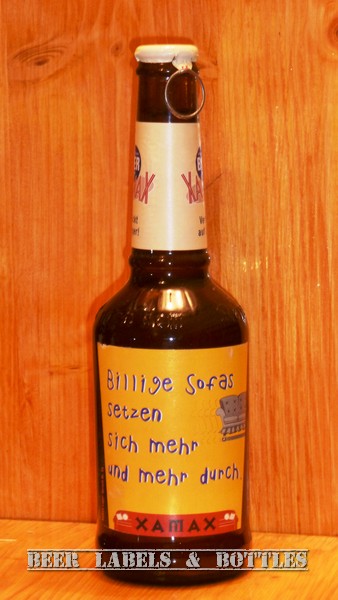 XAMAX
Billige Sofas
setzen
sich mehr
und mehr durch.
XAMAX
BEER LABELS & BOTTLES